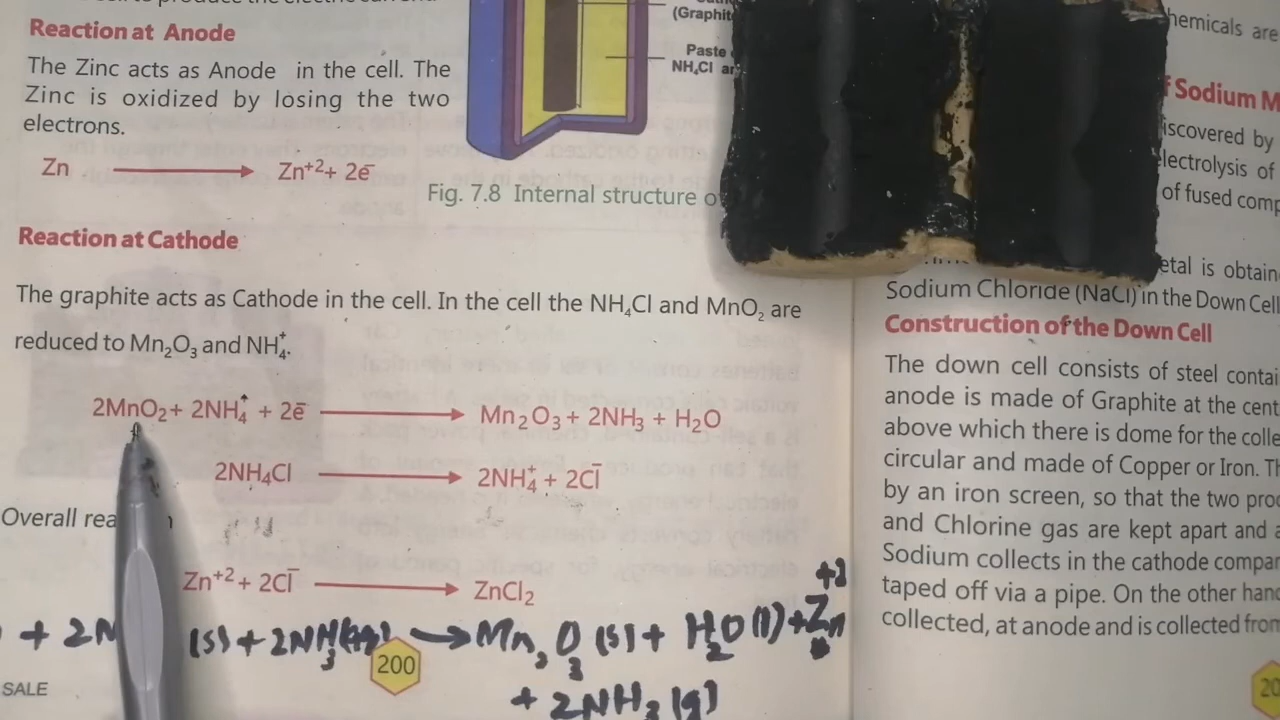 Reaction at Anode
The Zinc acts as Anode in the cell. The
Zinc is oxidized by losing the two
electrons.
Zn ⟶ Zn⁺²+ 2e̅
(Graphit
Paste
NH₄Cl
Fig. 7.8 Internal structure
Reaction at Cathode
The graphite acts as Cathode in the cell. In the cell the NH₄Cl and MnO₂ are
reduced to Mn₂O₃ and NH₄⁺.
2MnO₂ + 2NH₄⁺ + 2e̅ ⟶ Mn₂O₃ + 2NH₃ + H₂O
2NH₄Cl ⟶ 2NH₄⁺ + 2Cl̅
Overall rea
Zn⁺² + 2Cl̅ ⟶ ZnCl₂
+ 2 (s) + 2NH ⟶ Mn₂O₃ (s) + H₂O (l) + Zn
+ 2NH₃ (g)
200
SALE
hemicals are
f Sodium M
iscovered by
lectrolysis of
of fused comp
etal is obtain
Sodium Chloride (NaCl) in the Down Cell
Construction of the Down Cell
The down cell consists of steel contai
anode is made of Graphite at the cent
above which there is dome for the colle
circular and made of Copper or Iron. Th
by an iron screen, so that the two prod
and Chlorine gas are kept apart and a
Sodium collects in the cathode compar
taped off via a pipe. On the other hand
collected, at anode and is collected from
20